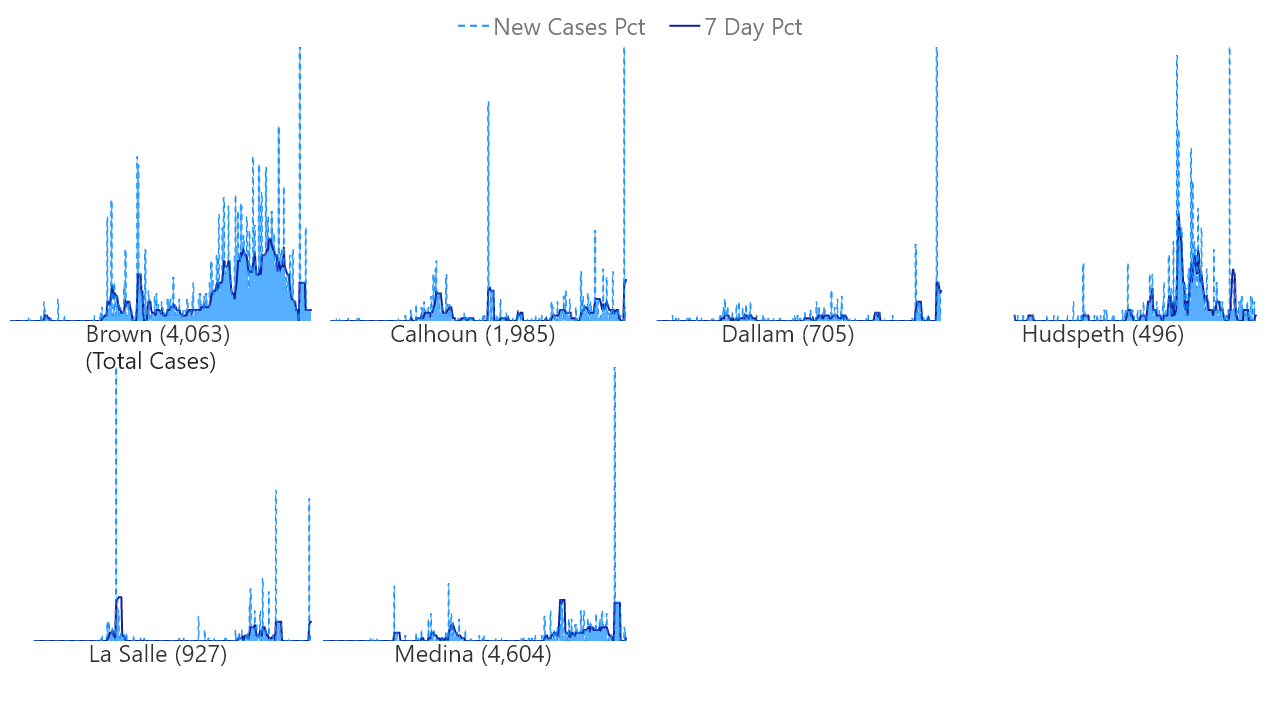 New Cases Pct 7 Day Pct
Brown (4,063)
(Total Cases)
Calhoun (1,985)
Dallam (705)
Hudspeth (496)
La Salle (927)
Medina (4,604)